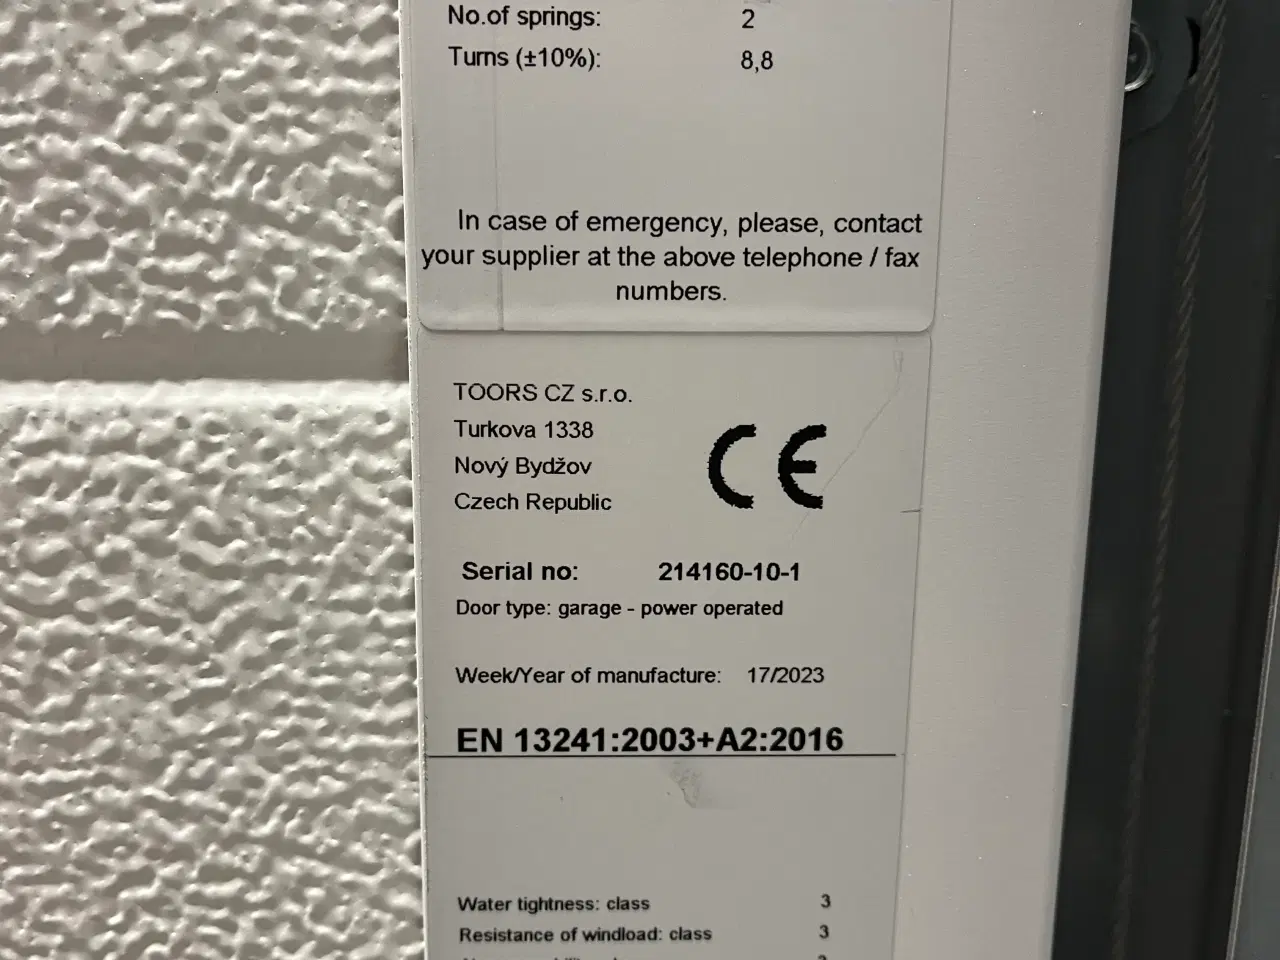 No.of springs: 2
Turns (±10%): 8,8
In case of emergency, please, contact
your supplier at the above telephone / fax
numbers.
TOORS CZ s.r.o.
Turkova 1338
Nový Bydžov
Czech Republic
CE
Serial no: 214160-10-1
Door type: garage - power operated
Week/Year of manufacture: 17/2023
EN 13241:2003+A2:2016
Water tightness: class 3
Resistance of windload: class 3